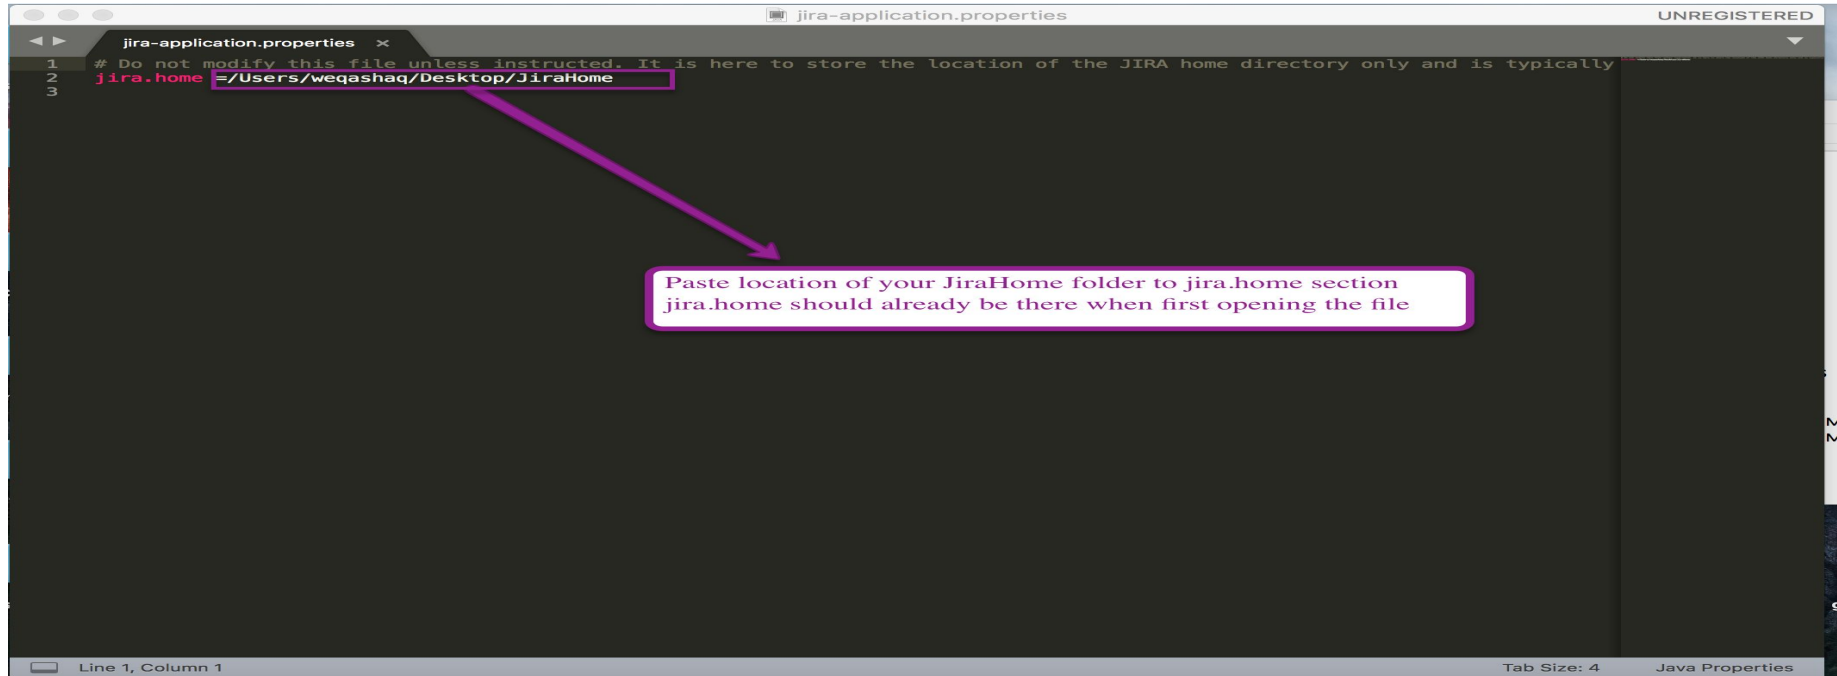 jira-application.properties
UNREGISTERED
jira-application.properties ×
1 # Do not modify this file unless instructed. It is here to store the location of the JIRA home directory only and is typically
2 jira.home =/Users/weqashaq/Desktop/JiraHome
3
Paste location of your JiraHome folder to jira.home section
jira.home should already be there when first opening the file
Line 1, Column 1
Tab Size: 4
Java Properties